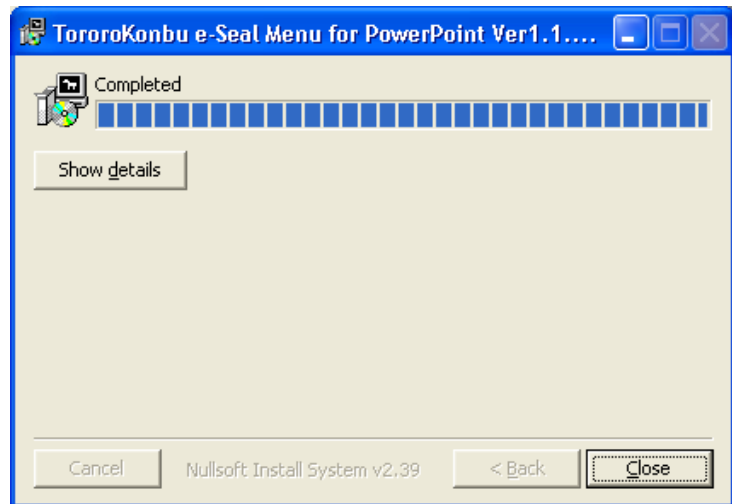 TororoKonbu e-Seal Menu for PowerPoint Ver1.1....
Completed
Show details
Cancel
Nullsoft Install System v2.39
< Back
Close